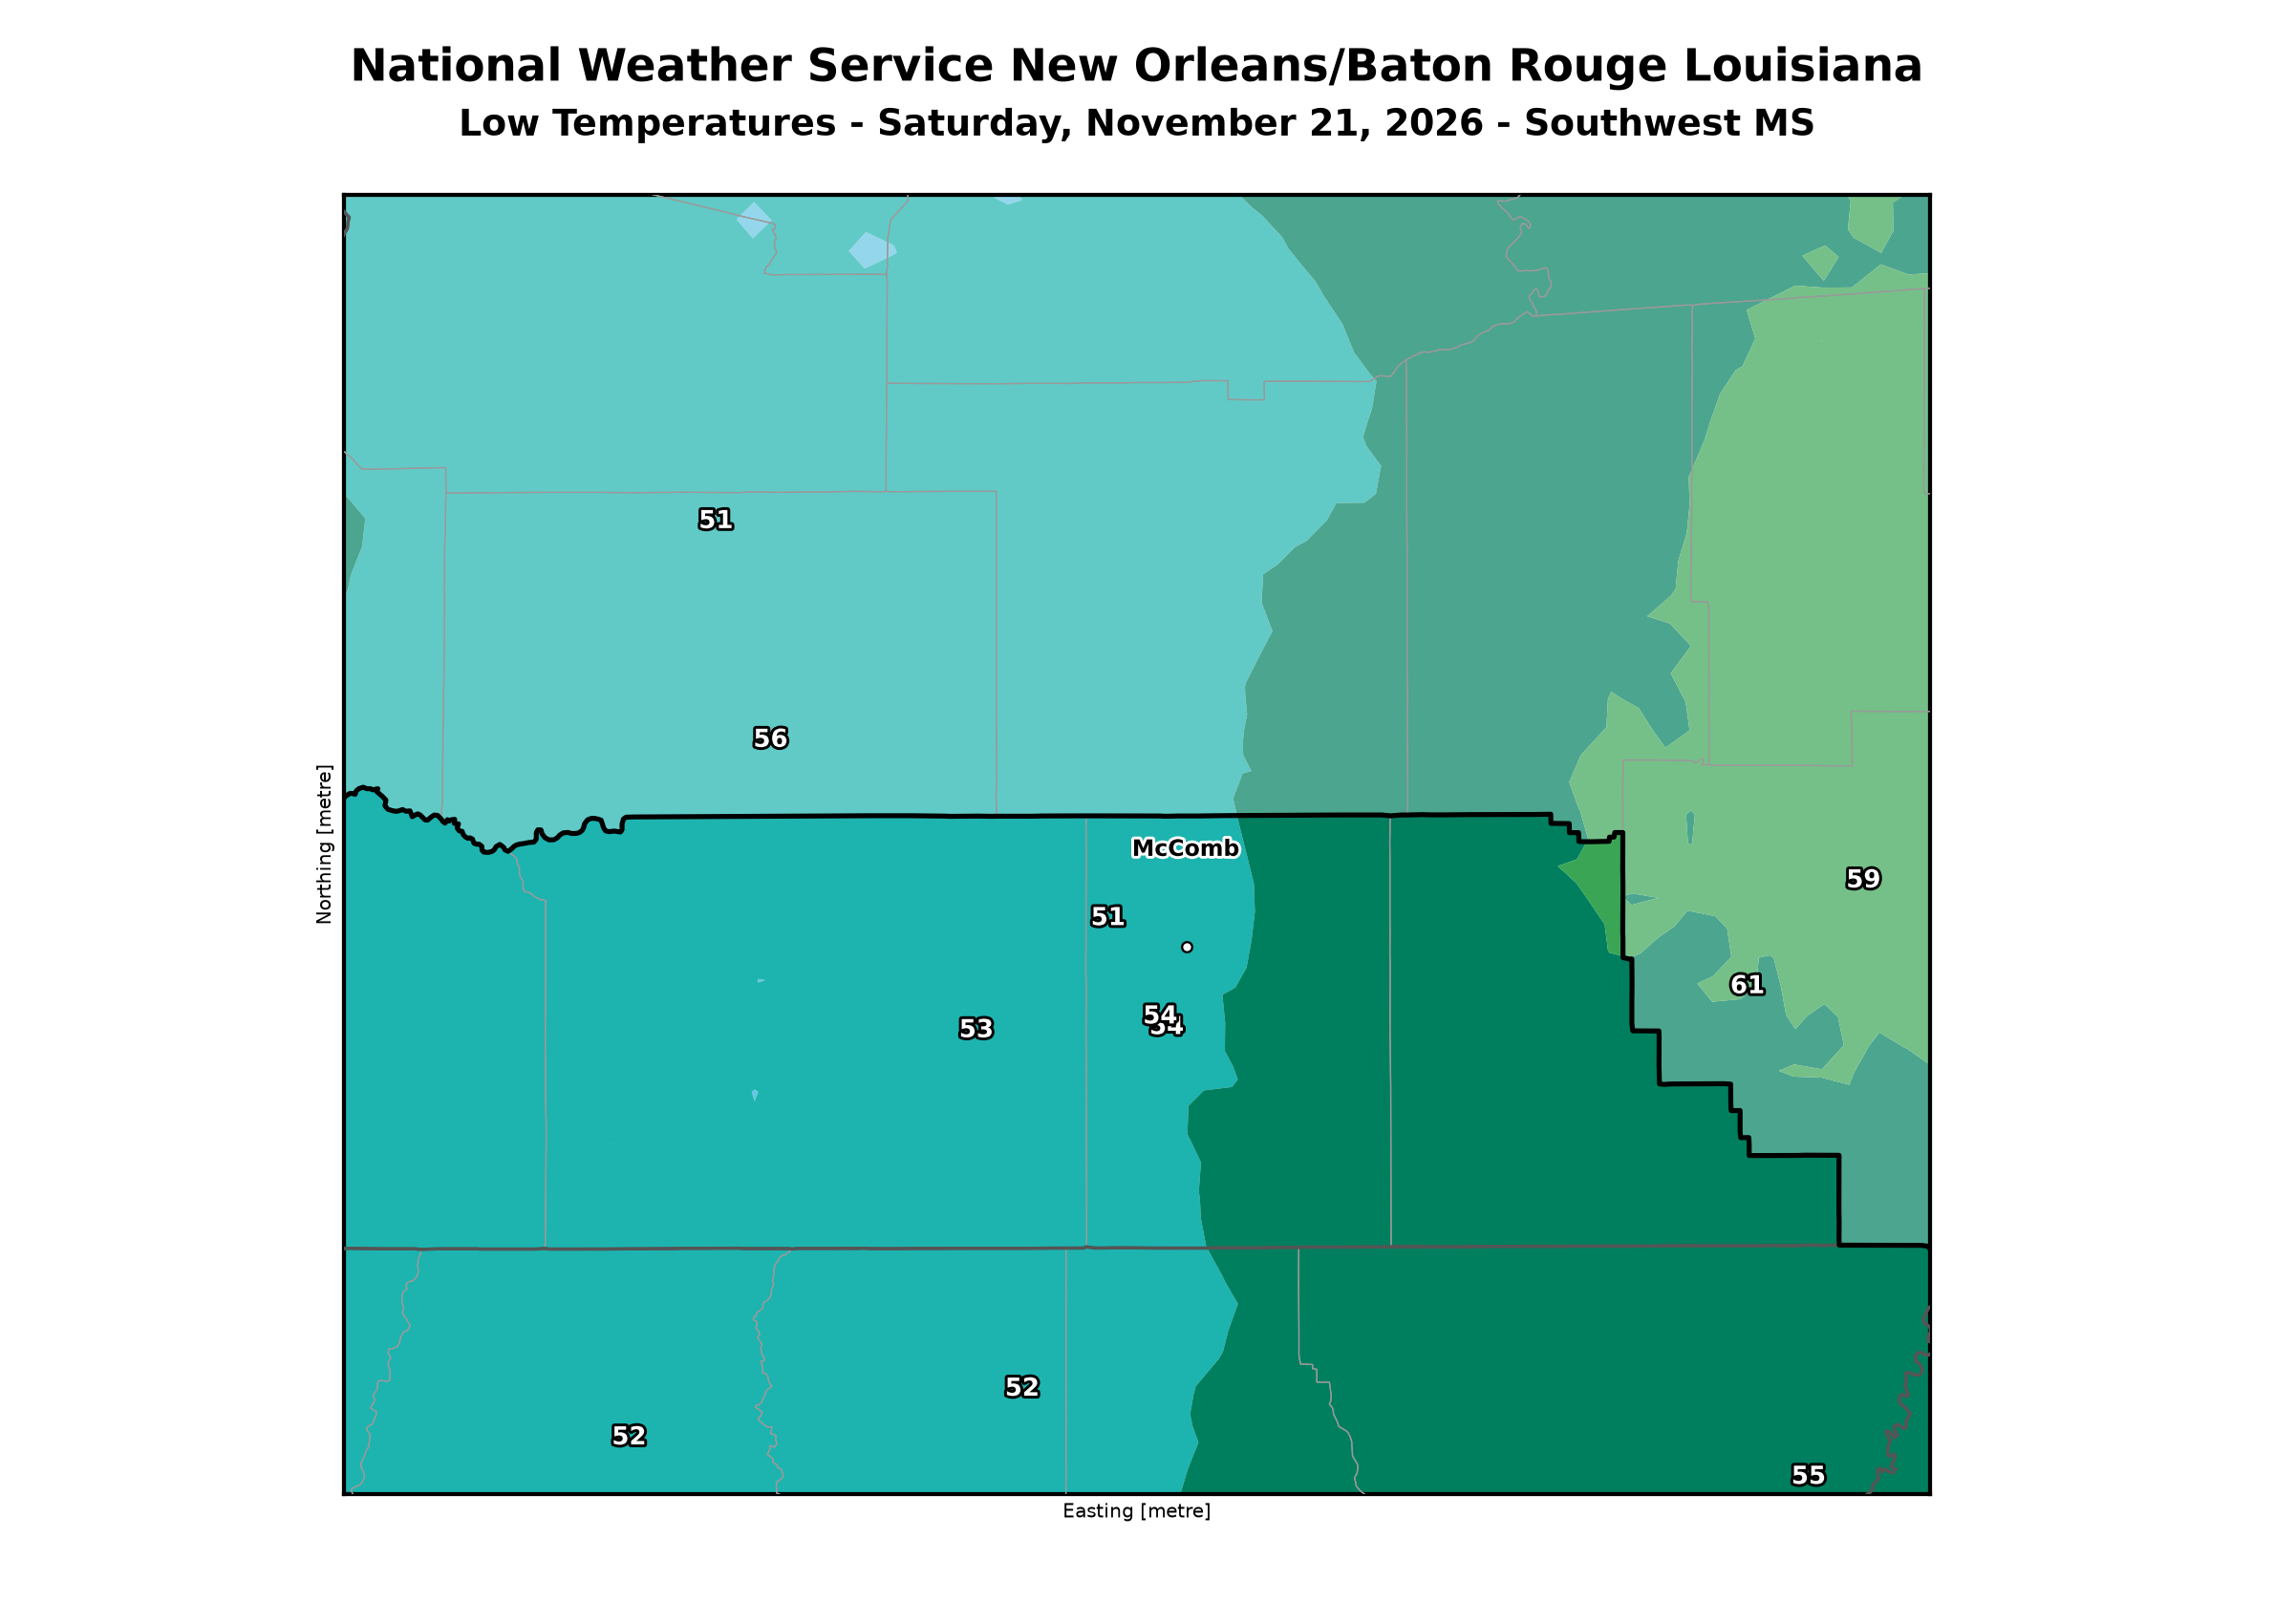 National Weather Service New Orleans/Baton Rouge Louisiana
Low Temperatures - Saturday, November 21, 2026 - Southwest MS
51
56
Northing [metre]
McComb
59
51
61
54
54
53
52
52
55
Easting [metre]